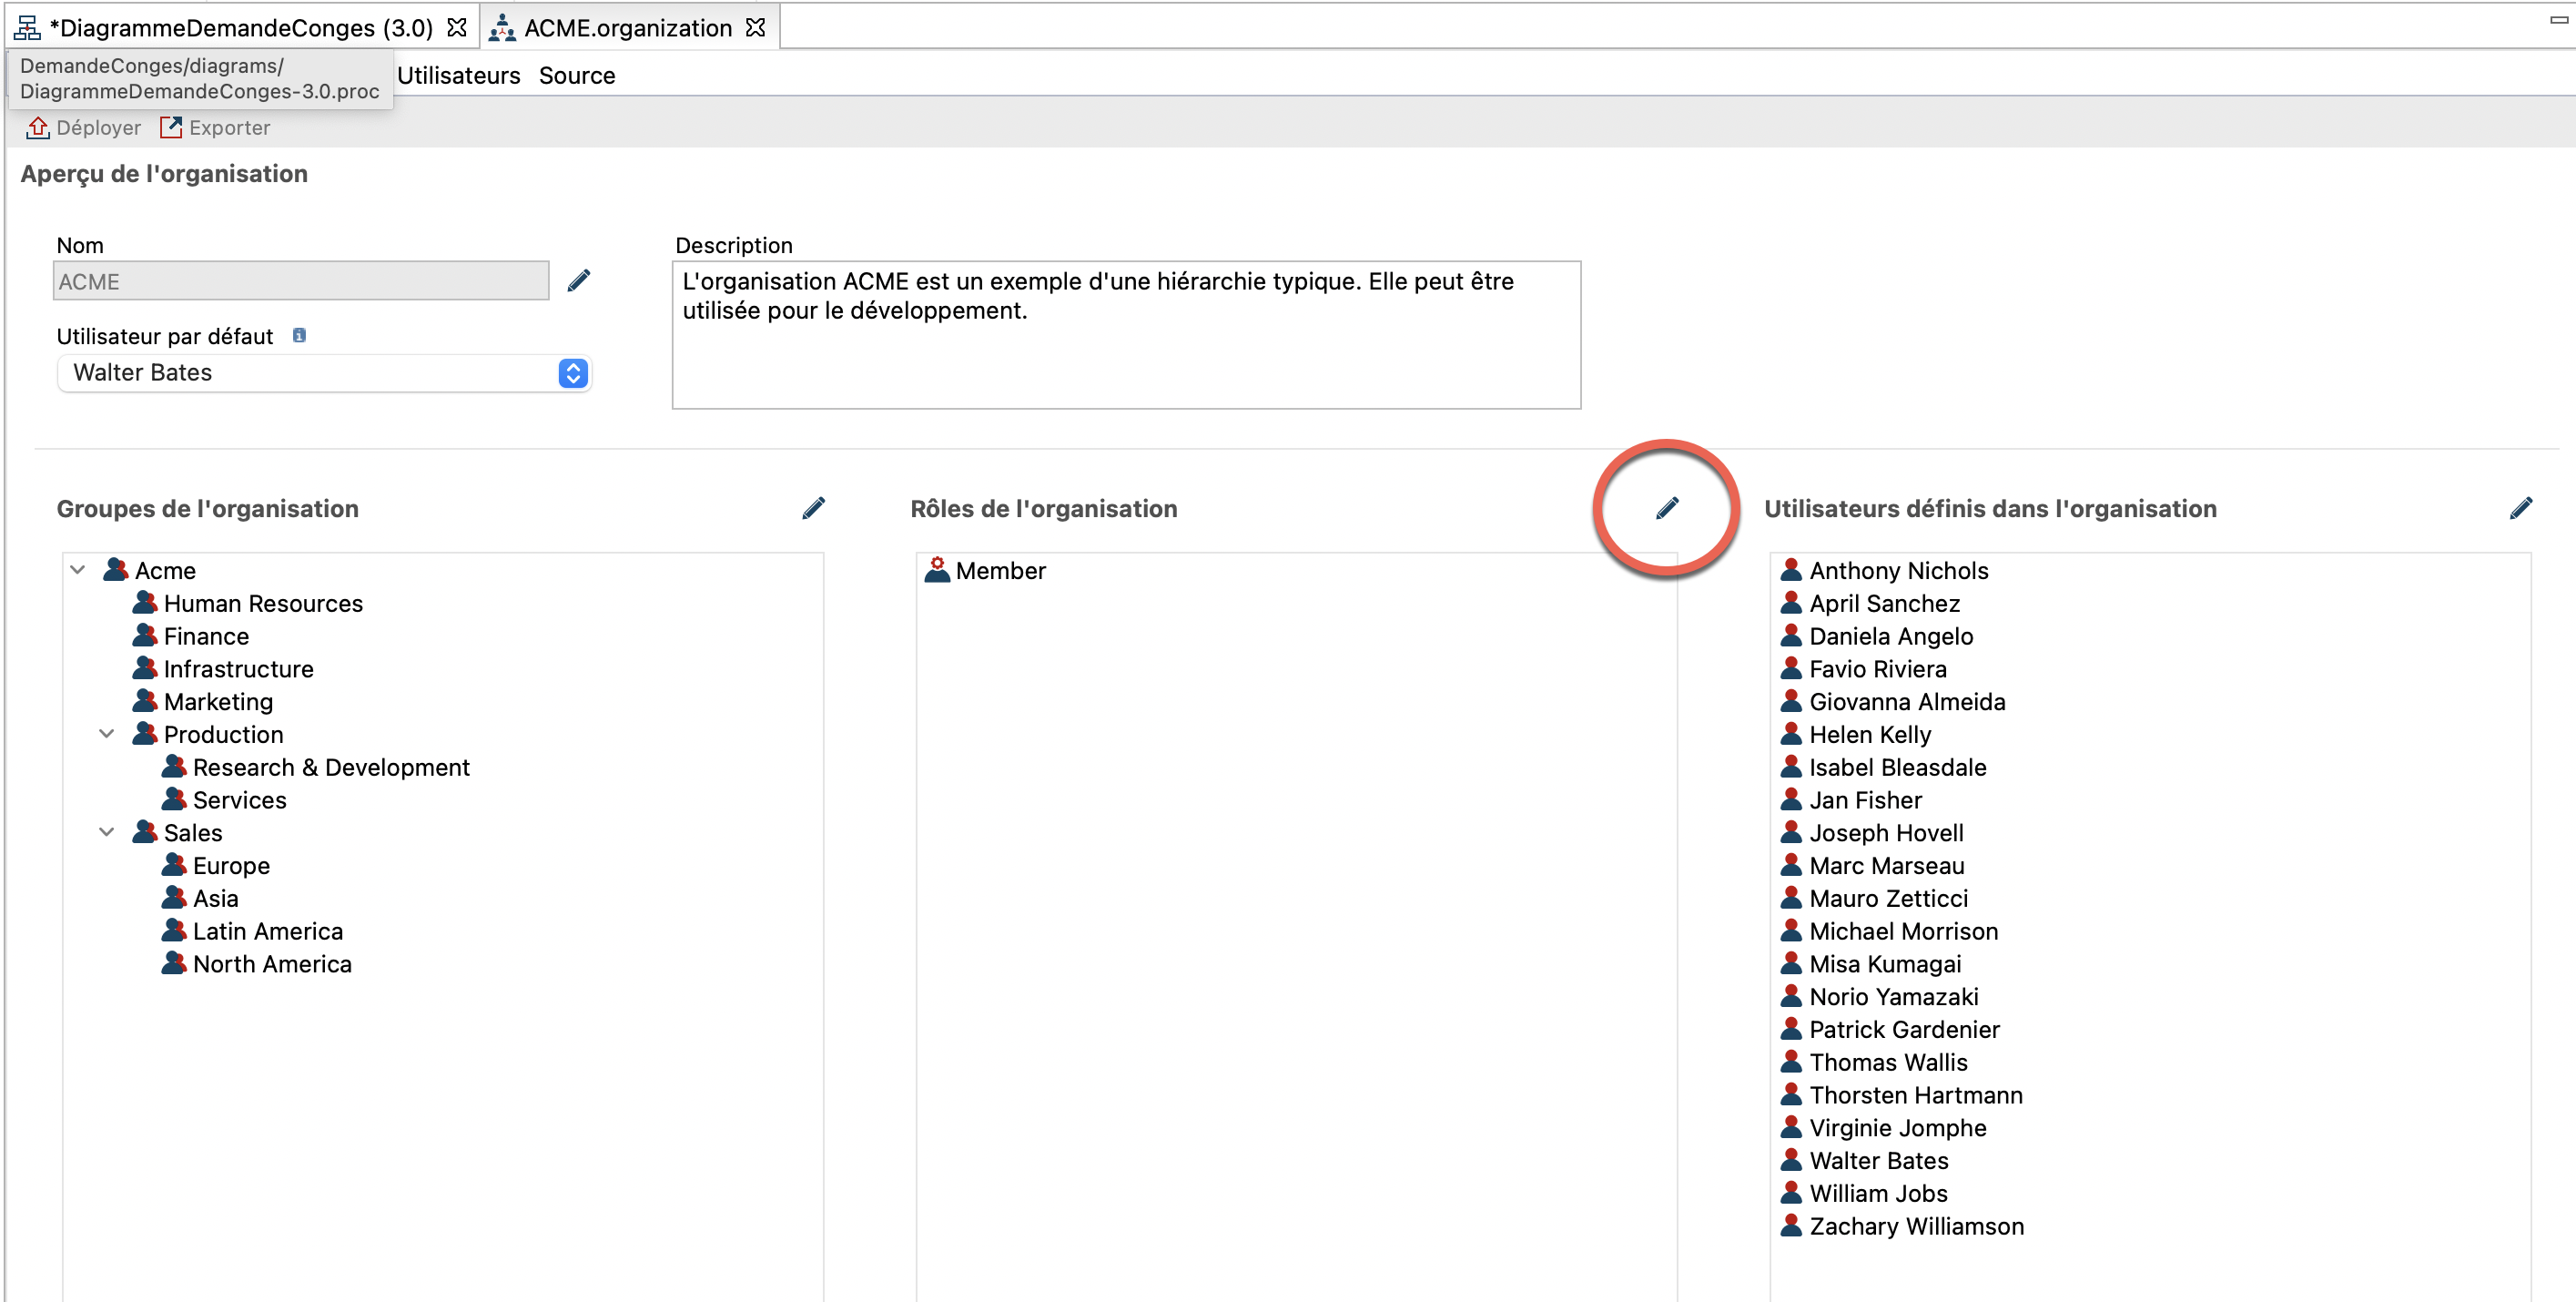 *DiagrammeDemandeConges (3.0)
ACME.organization
DemandeConges/diagrams/
DiagrammeDemandeConges-3.0.proc
Utilisateurs
Source
Déployer
Exporter
Aperçu de l'organisation
Nom
ACME
Utilisateur par défaut
Walter Bates
Description
L'organisation ACME est un exemple d'une hiérarchie typique. Elle peut être
utilisée pour le développement.
Groupes de l'organisation
Acme
Human Resources
Finance
Infrastructure
Marketing
Production
Research & Development
Services
Sales
Europe
Asia
Latin America
North America
Rôles de l'organisation
Member
Utilisateurs définis dans l'organisation
Anthony Nichols
April Sanchez
Daniela Angelo
Favio Riviera
Giovanna Almeida
Helen Kelly
Isabel Bleasdale
Jan Fisher
Joseph Hovell
Marc Marseau
Mauro Zetticci
Michael Morrison
Misa Kumagai
Norio Yamazaki
Patrick Gardenier
Thomas Wallis
Thorsten Hartmann
Virginie Jomphe
Walter Bates
William Jobs
Zachary Williamson